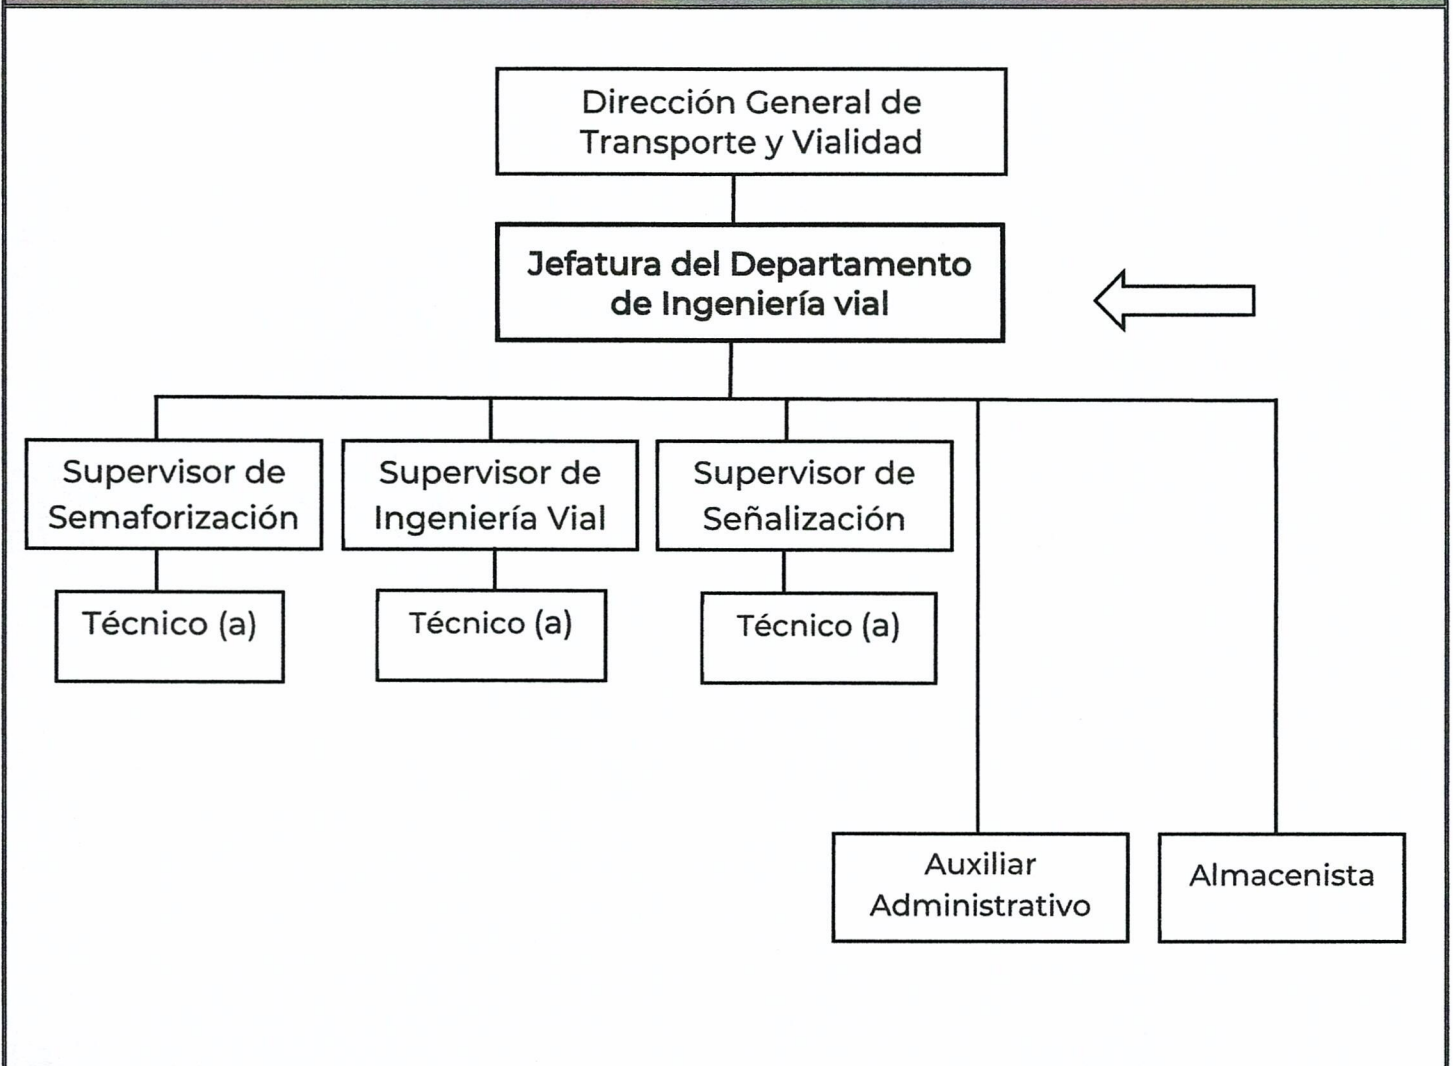 Dirección General de
Transporte y Vialidad
Jefatura del Departamento
de Ingeniería vial
Supervisor de
Semaforización
Supervisor de
Ingeniería Vial
Supervisor de
Señalización
Técnico (a)
Técnico (a)
Técnico (a)
Auxiliar
Administrativo
Almacenista